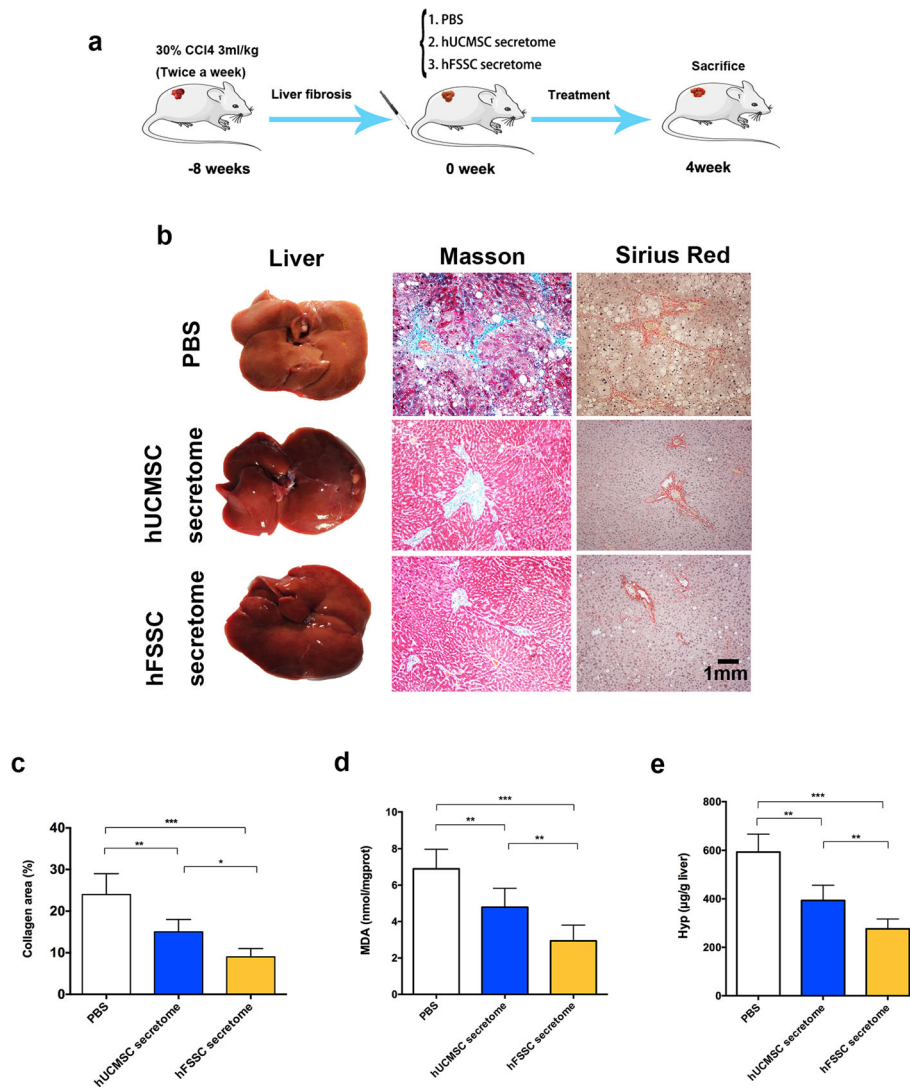 a
30% CCl4 3ml/kg
(Twice a week)
Liver fibrosis
1. PBS
2. hUCMSC secretome
3. hFSSC secretome
Treatment
Sacrifice
-8 weeks
0 week
4week
b
Liver
Masson
Sirius Red
PBS
hUCMSC
secretome
hFSSC
secretome
1mm
c
***
**
*
Collagen area (%)
40
30
20
10
0
PBS
hUCMSC secretome
hFSSC secretome
d
***
**
**
MDA (nmol/mgprot)
10
8
6
4
2
0
PBS
hUCMSC secretome
hFSSC secretome
e
***
**
**
Hyp (µg/g liver)
800
600
400
200
0
PBS
hUCMSC secretome
hFSSC secretome